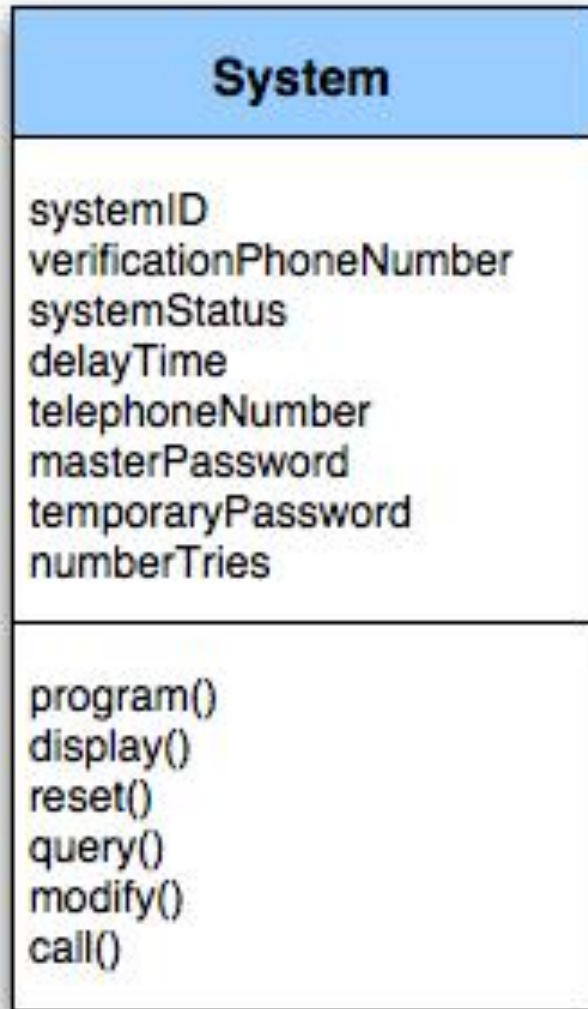 System
systemID
verificationPhoneNumber
systemStatus
delayTime
telephoneNumber
masterPassword
temporaryPassword
numberTries
program()
display()
reset()
query()
modify()
call()